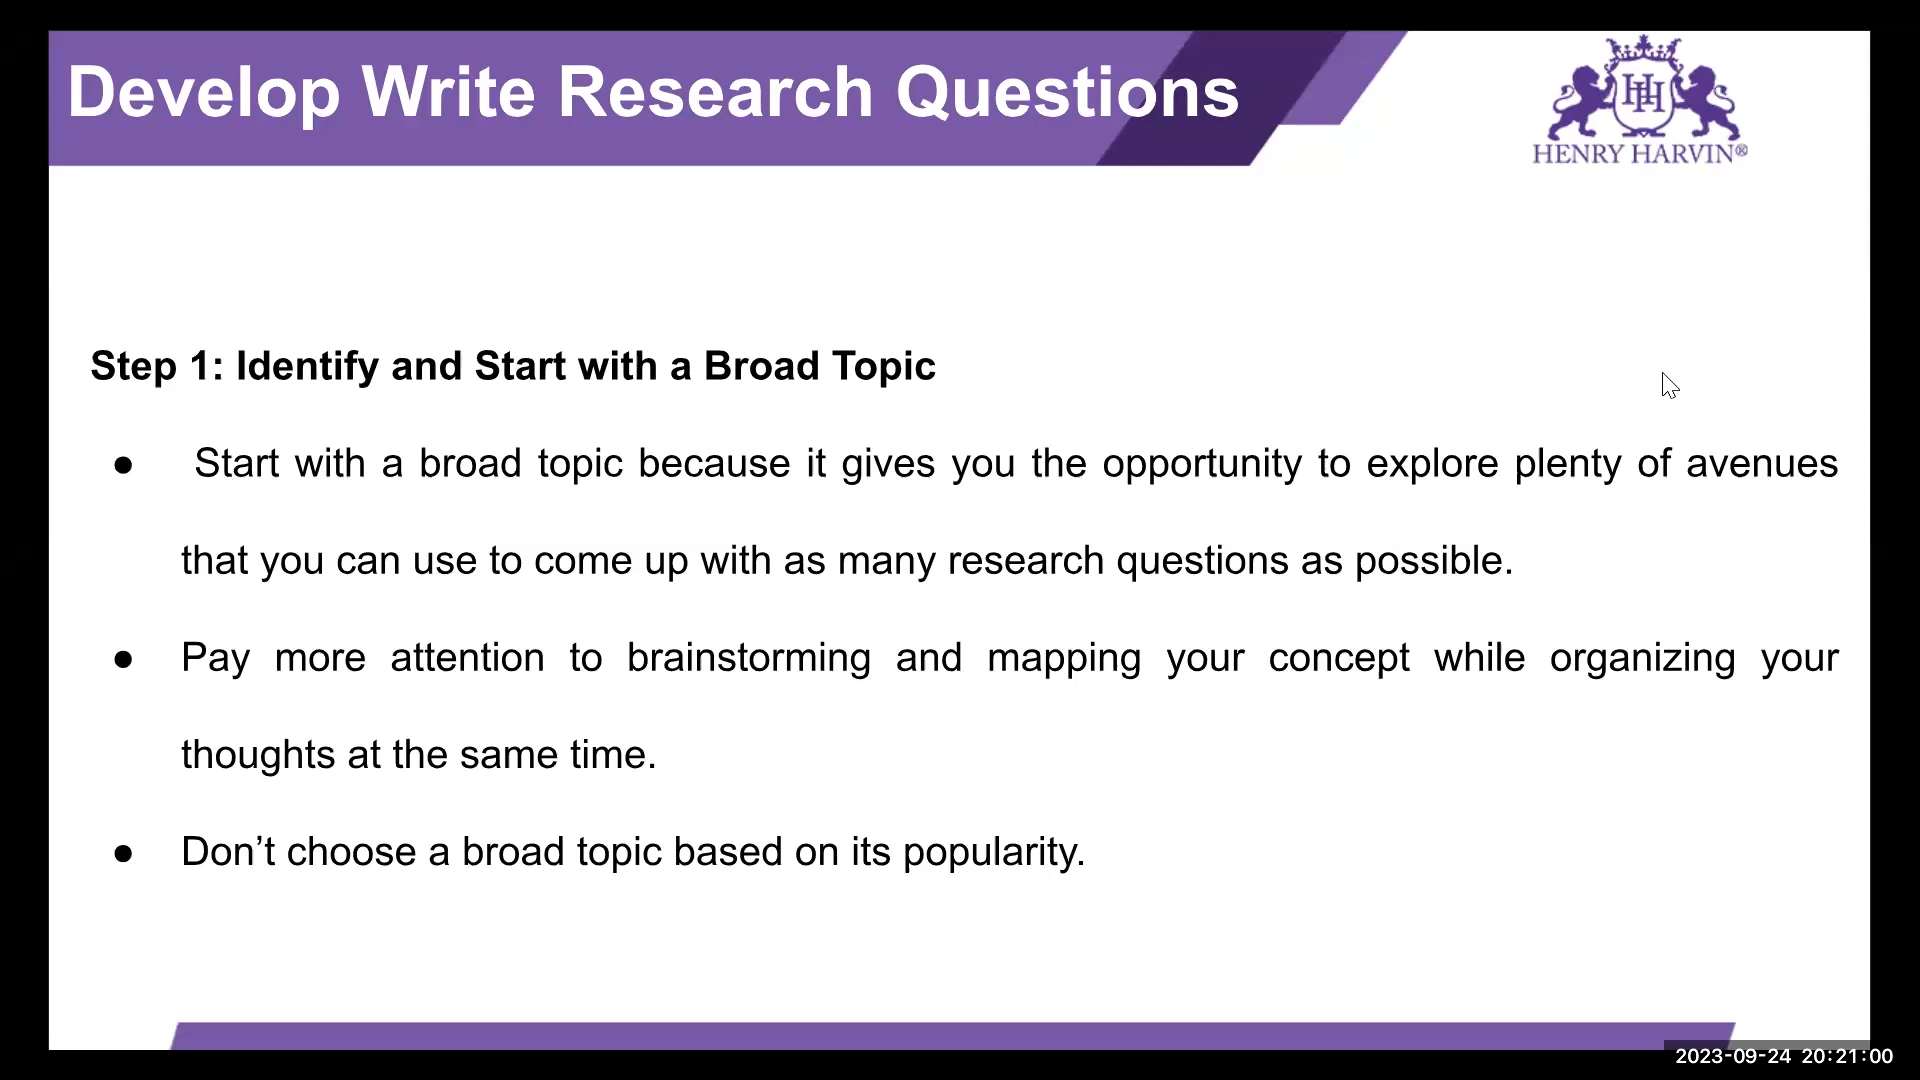 Develop Write Research Questions
HENRY HARVIN®
Step 1: Identify and Start with a Broad Topic
● Start with a broad topic because it gives you the opportunity to explore plenty of avenues
that you can use to come up with as many research questions as possible.
● Pay more attention to brainstorming and mapping your concept while organizing your
thoughts at the same time.
● Don’t choose a broad topic based on its popularity.
2023-09-24 20:21:00